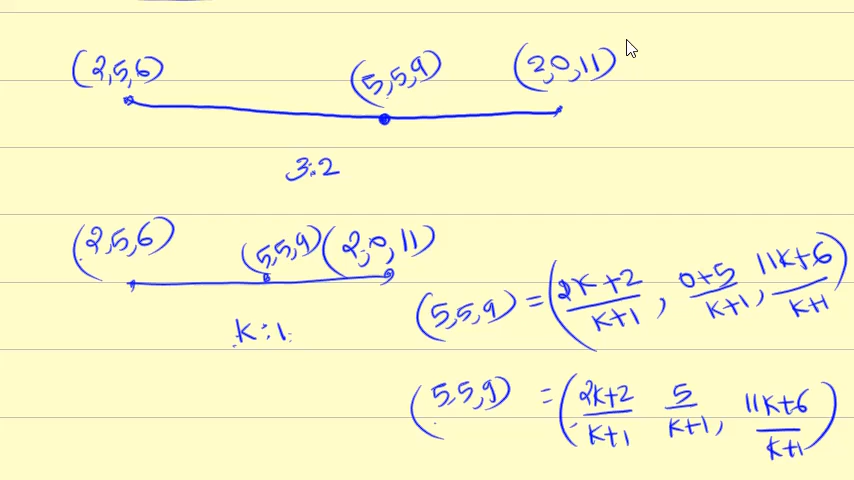 (2,5,6) (5,5,9) (2,0,11)
3:2
(2,5,6) (5,5,9) (2,0,11)
k:1
(5,5,9) = (2k+2/k+1, 0+5/k+1, 11k+6/k+1)
(5,5,9) = (2k+2/k+1 5/k+1, 11k+6/k+1)